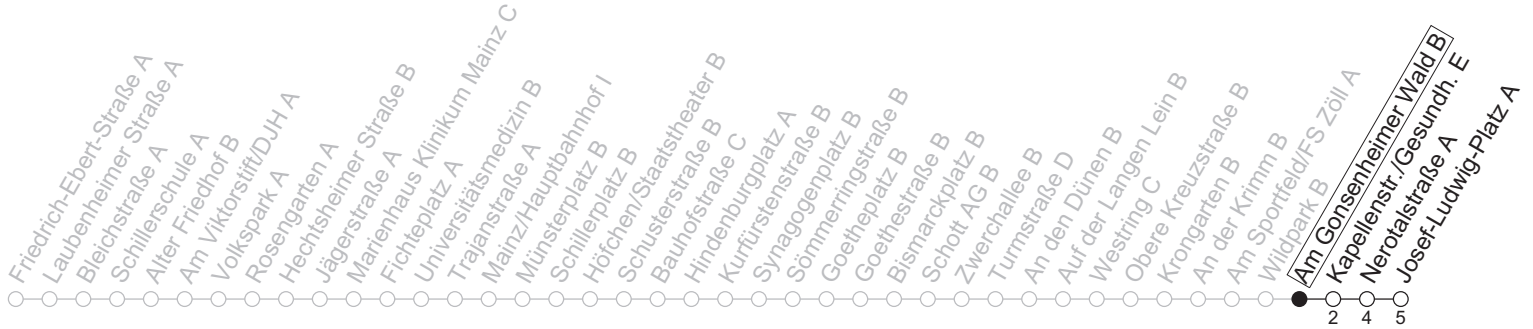 Friedrich-Ebert-Straße A
Laubenheimer Straße A
Bleichstraße A
Schillerschule A
Alter Friedhof B
Am Viktorstift/DJH A
Volkspark A
Rosengarten A
Hechtsheimer Straße B
Jägerstraße A
Marienhaus Klinikum Mainz C
Fichteplatz A
Universitätsmedizin B
Trajanstraße A
Mainz/Hauptbahnhof I
Münsterplatz B
Schillerplatz B
Höfchen/Staatstheater B
Schusterstraße B
Bauhofstraße C
Hindenburgplatz A
Kurfürstenstraße B
Synagogenplatz B
Sömmerringstraße B
Goetheplatz B
Goethestraße B
Bismarckplatz B
Schott AG B
Zwerchallee B
Turmstraße D
An den Dünen B
Auf der Langen Lein B
Westring C
Obere Kreuzstraße B
Krongarten B
An der Krimm B
Am Sportfeld/FS Zöll A
Wildpark B
Am Gonsenheimer Wald B
Kapellenstr./Gesundh. E
Nerotalstraße A
Josef-Ludwig-Platz A
2 4 5